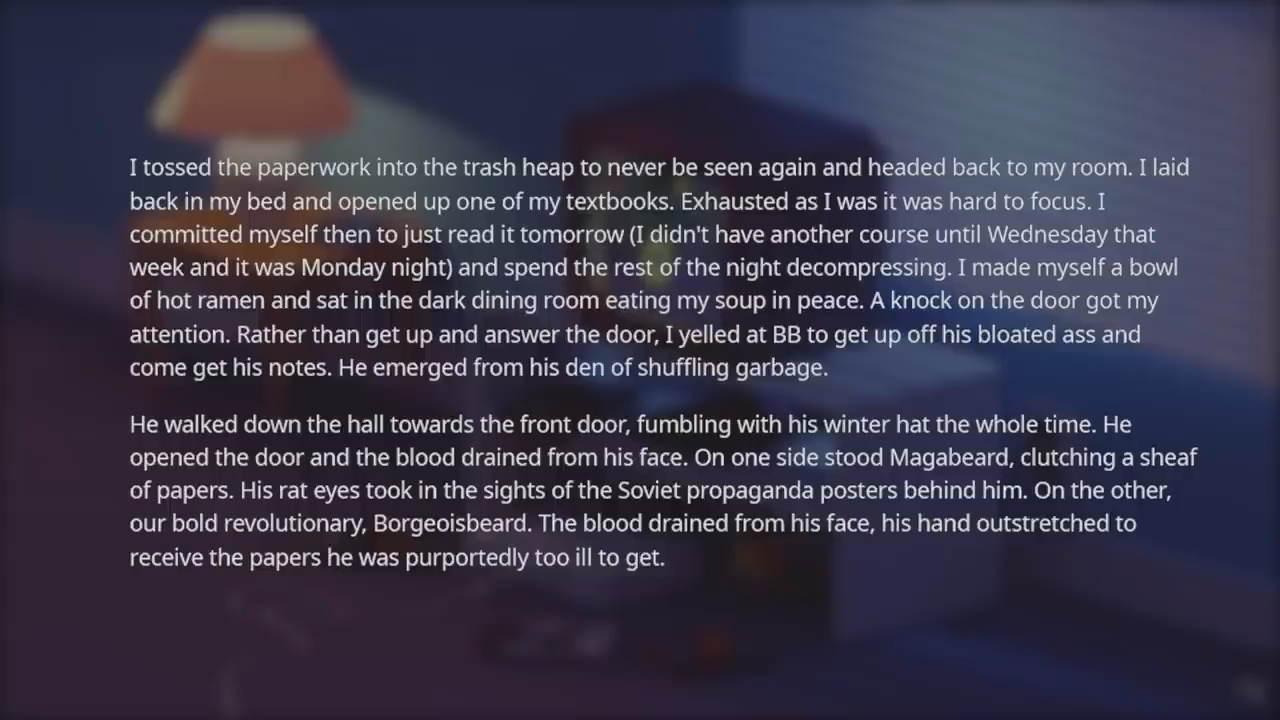 I tossed the paperwork into the trash heap to never be seen again and headed back to my room. I laid
back in my bed and opened up one of my textbooks. Exhausted as I was it was hard to focus. I
committed myself then to just read it tomorrow (I didn't have another course until Wednesday that
week and it was Monday night) and spend the rest of the night decompressing. I made myself a bowl
of hot ramen and sat in the dark dining room eating my soup in peace. A knock on the door got my
attention. Rather than get up and answer the door, I yelled at BB to get up off his bloated ass and
come get his notes. He emerged from his den of shuffling garbage.
He walked down the hall towards the front door, fumbling with his winter hat the whole time. He
opened the door and the blood drained from his face. On one side stood Magabeard, clutching a sheaf
of papers. His rat eyes took in the sights of the Soviet propaganda posters behind him. On the other,
our bold revolutionary, Borgeoisbeard. The blood drained from his face, his hand outstretched to
receive the papers he was purportedly too ill to get.